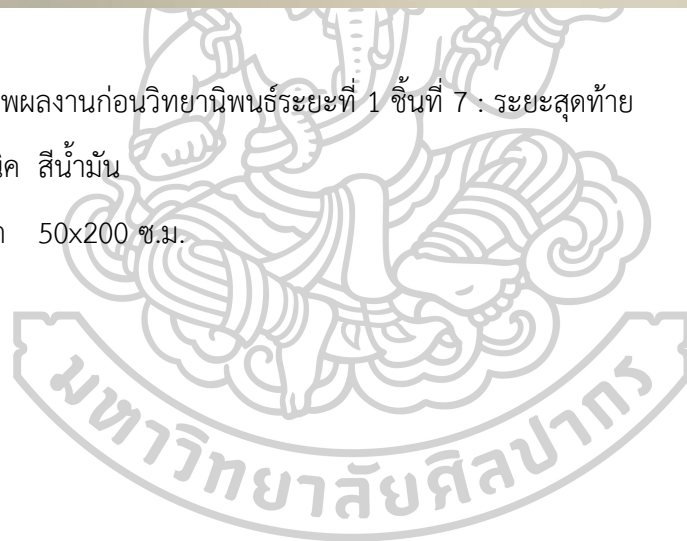 พผลงานก่อนวิทยานิพนธ์ระยะที่ 1 ชิ้นที่ 7 : ระยะสุดท้าย
สีน้ำมัน
50x200 ซ.ม.
มหาวิทยาลัยศิลปากร